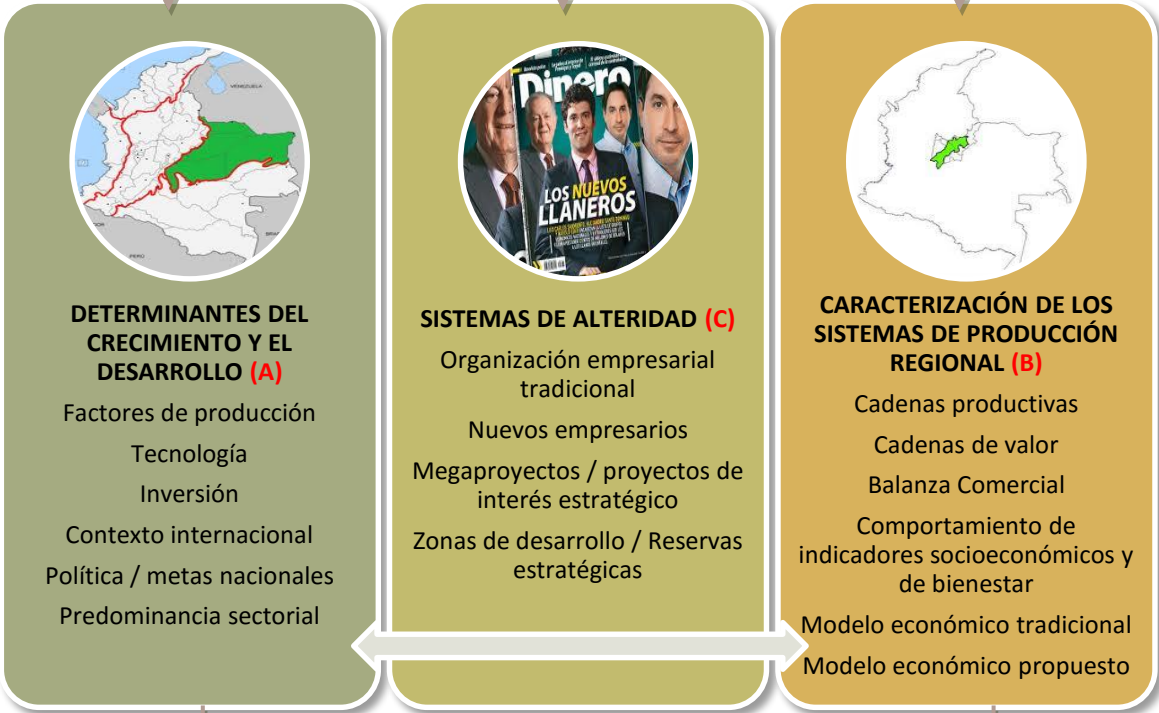 DETERMINANTES DEL
CRECIMIENTO Y EL
DESARROLLO (A)
Factores de producción
Tecnología
Inversión
Contexto internacional
Política / metas nacionales
Predominancia sectorial
Dinero
LOS NUEVOS
LLANEROS
SISTEMAS DE ALTERIDAD (C)
Organización empresarial
tradicional
Nuevos empresarios
Megaproyectos / proyectos de
interés estratégico
Zonas de desarrollo / Reservas
estratégicas
CARACTERIZACIÓN DE LOS
SISTEMAS DE PRODUCCIÓN
REGIONAL (B)
Cadenas productivas
Cadenas de valor
Balanza Comercial
Comportamiento de
indicadores socioeconómicos y
de bienestar
Modelo económico tradicional
Modelo económico propuesto